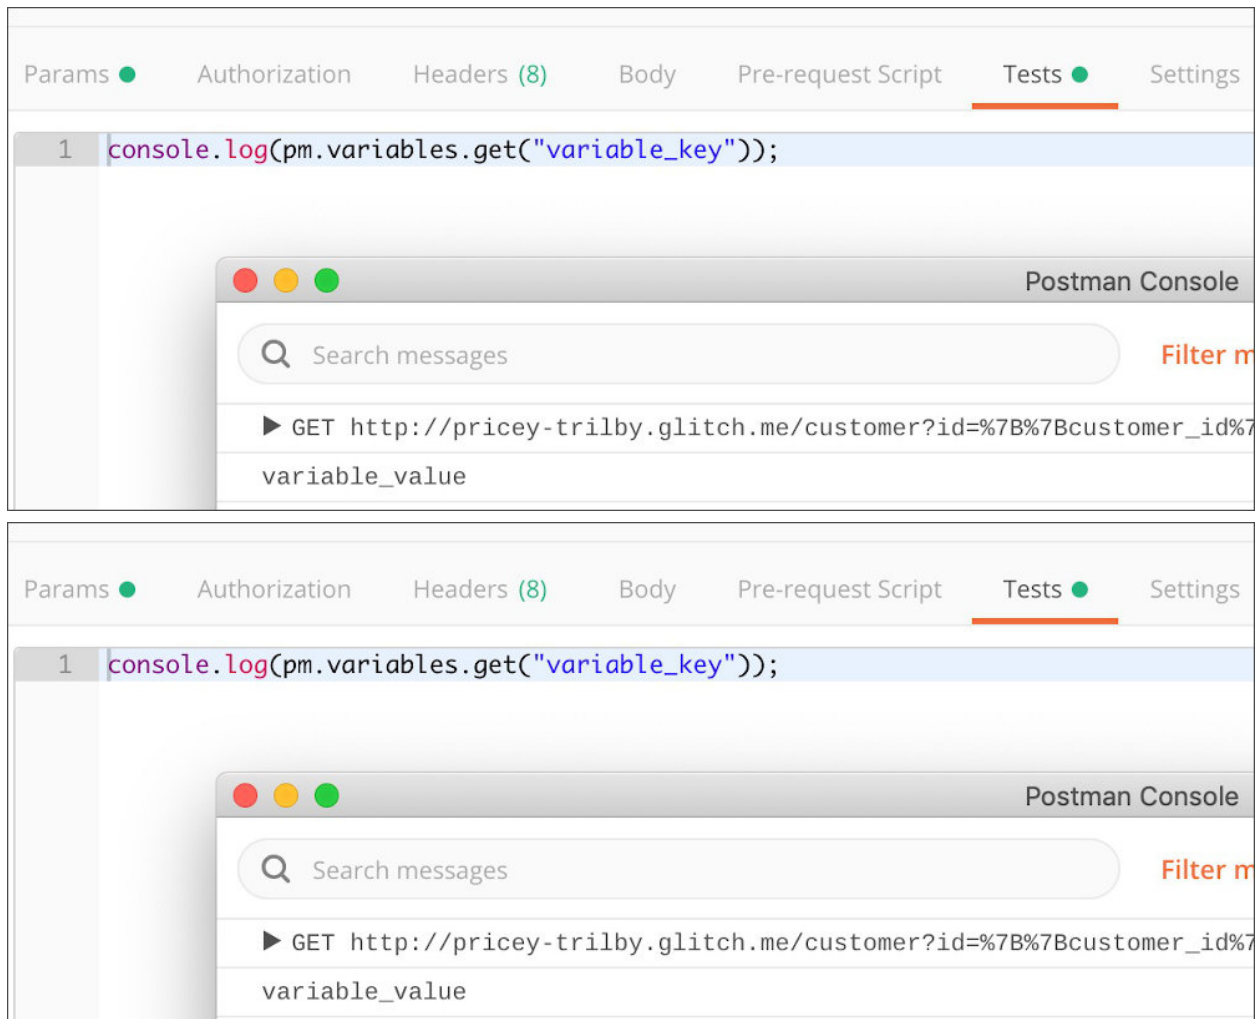 Params Authorization Headers (8) Body Pre-request Script Tests Settings
1 console.log(pm.variables.get("variable_key"));
Postman Console
Search messages Filter m
GET http://pricey-trilby.glitch.me/customer?id=%7B%7Bcustomer_id%7
variable_value
Params Authorization Headers (8) Body Pre-request Script Tests Settings
1 console.log(pm.variables.get("variable_key"));
Postman Console
Search messages Filter m
GET http://pricey-trilby.glitch.me/customer?id=%7B%7Bcustomer_id%7
variable_value